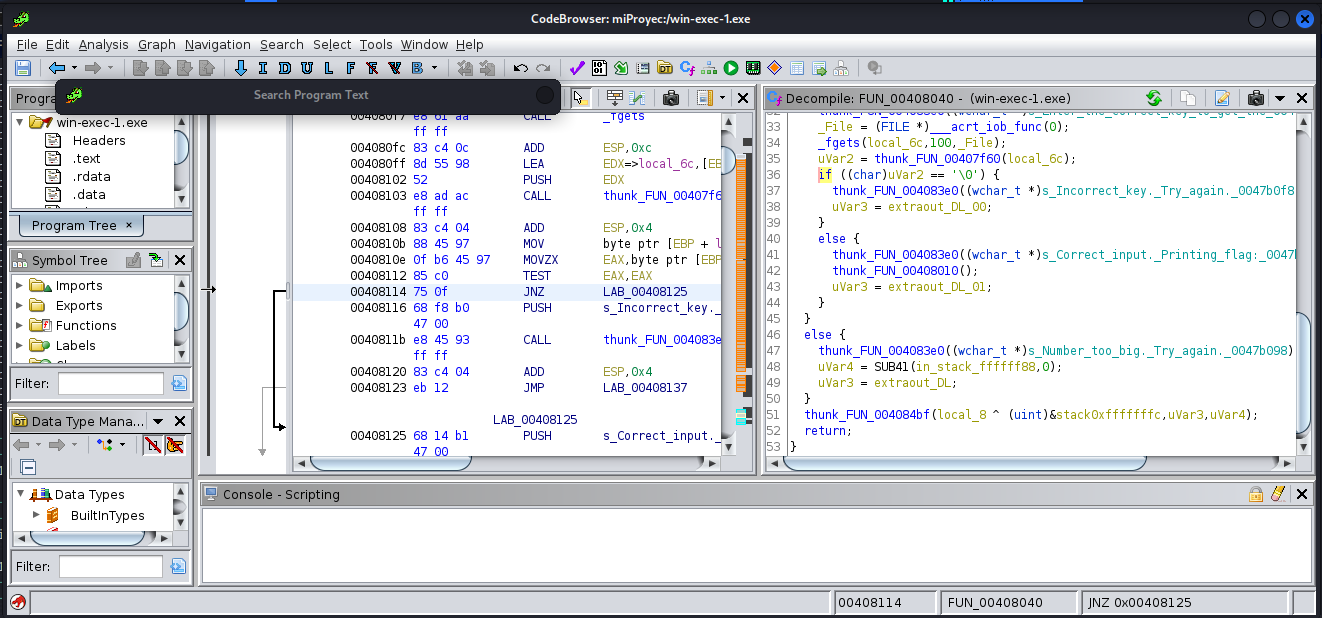 CodeBrowser: miProyec:/win-exec-1.exe
File Edit Analysis Graph Navigation Search Select Tools Window Help
I D U L F B
Progra
Search Program Text
win-exec-1.exe
Headers
.text
.rdata
.data
Program Tree ×
Symbol Tree
Imports
Exports
Functions
Labels
Filter:
Data Type Mana...
Data Types
BuiltInTypes
Filter:
CALL _fgets
ff ff
004080fc 83 c4 0c ADD ESP,0xc
004080ff 8d 55 98 LEA EDX=>local_6c,[EB
00408102 52 PUSH EDX
00408103 e8 ad ac CALL thunk_FUN_00407f6
ff ff
00408108 83 c4 04 ADD ESP,0x4
0040810b 88 45 97 MOV byte ptr [EBP + l
0040810e 0f b6 45 97 MOVZX EAX,byte ptr [EBP
00408112 85 c0 TEST EAX,EAX
00408114 75 0f JNZ LAB_00408125
00408116 68 f8 b0 PUSH s_Incorrect_key._
47 00
0040811b e8 45 93 CALL thunk_FUN_004083e
ff ff
00408120 83 c4 04 ADD ESP,0x4
00408123 eb 12 JMP LAB_00408137
LAB_00408125
00408125 68 14 b1 PUSH s_Correct_input._
47 00
Decompile: FUN_00408040 - (win-exec-1.exe)
33 _File = (FILE *)___acrt_iob_func(0);
34 _fgets(local_6c,100,_File);
35 uVar2 = thunk_FUN_00407f60(local_6c);
36 if ((char)uVar2 == '\0') {
37 thunk_FUN_004083e0((wchar_t *)s_Incorrect_key._Try_again._0047b0f8
38 uVar3 = extraout_DL_00;
39 }
40 else {
41 thunk_FUN_004083e0((wchar_t *)s_Correct_input._Printing_flag:_0047
42 thunk_FUN_00408010();
43 uVar3 = extraout_DL_01;
44 }
45 }
46 else {
47 thunk_FUN_004083e0((wchar_t *)s_Number_too_big._Try_again._0047b098)
48 uVar4 = SUB41(in_stack_ffffff88,0);
49 uVar3 = extraout_DL;
50 }
51 thunk_FUN_004084bf(local_8 ^ (uint)&stack0xfffffffc,uVar3,uVar4);
52 return;
53 }
Console - Scripting
00408114
FUN_00408040
JNZ 0x00408125